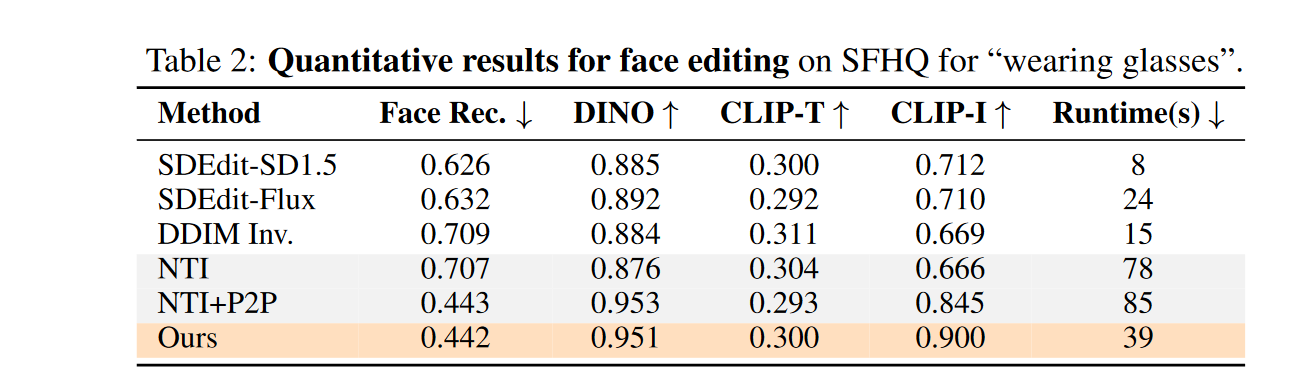 Table 2: Quantitative results for face editing on SFHQ for “wearing glasses”.
Method Face Rec. ↓ DINO ↑ CLIP-T ↑ CLIP-I ↑ Runtime(s) ↓
SDEdit-SD1.5 0.626 0.885 0.300 0.712 8
SDEdit-Flux 0.632 0.892 0.292 0.710 24
DDIM Inv. 0.709 0.884 0.311 0.669 15
NTI 0.707 0.876 0.304 0.666 78
NTI+P2P 0.443 0.953 0.293 0.845 85
Ours 0.442 0.951 0.300 0.900 39